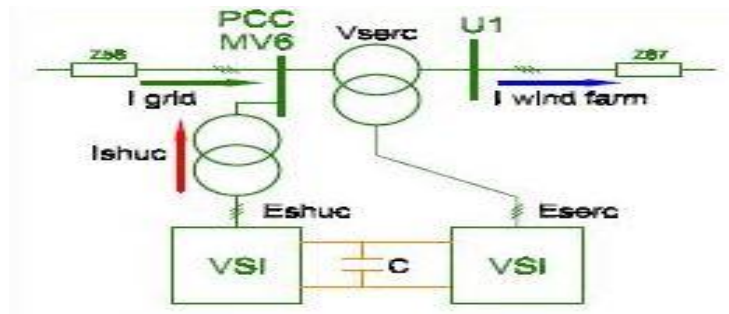 PCC
MV6
Vserc
U1
Z56
Z67
I grid
I wind farm
Ishuc
Eshuc
Eserc
VSI
C
VSI